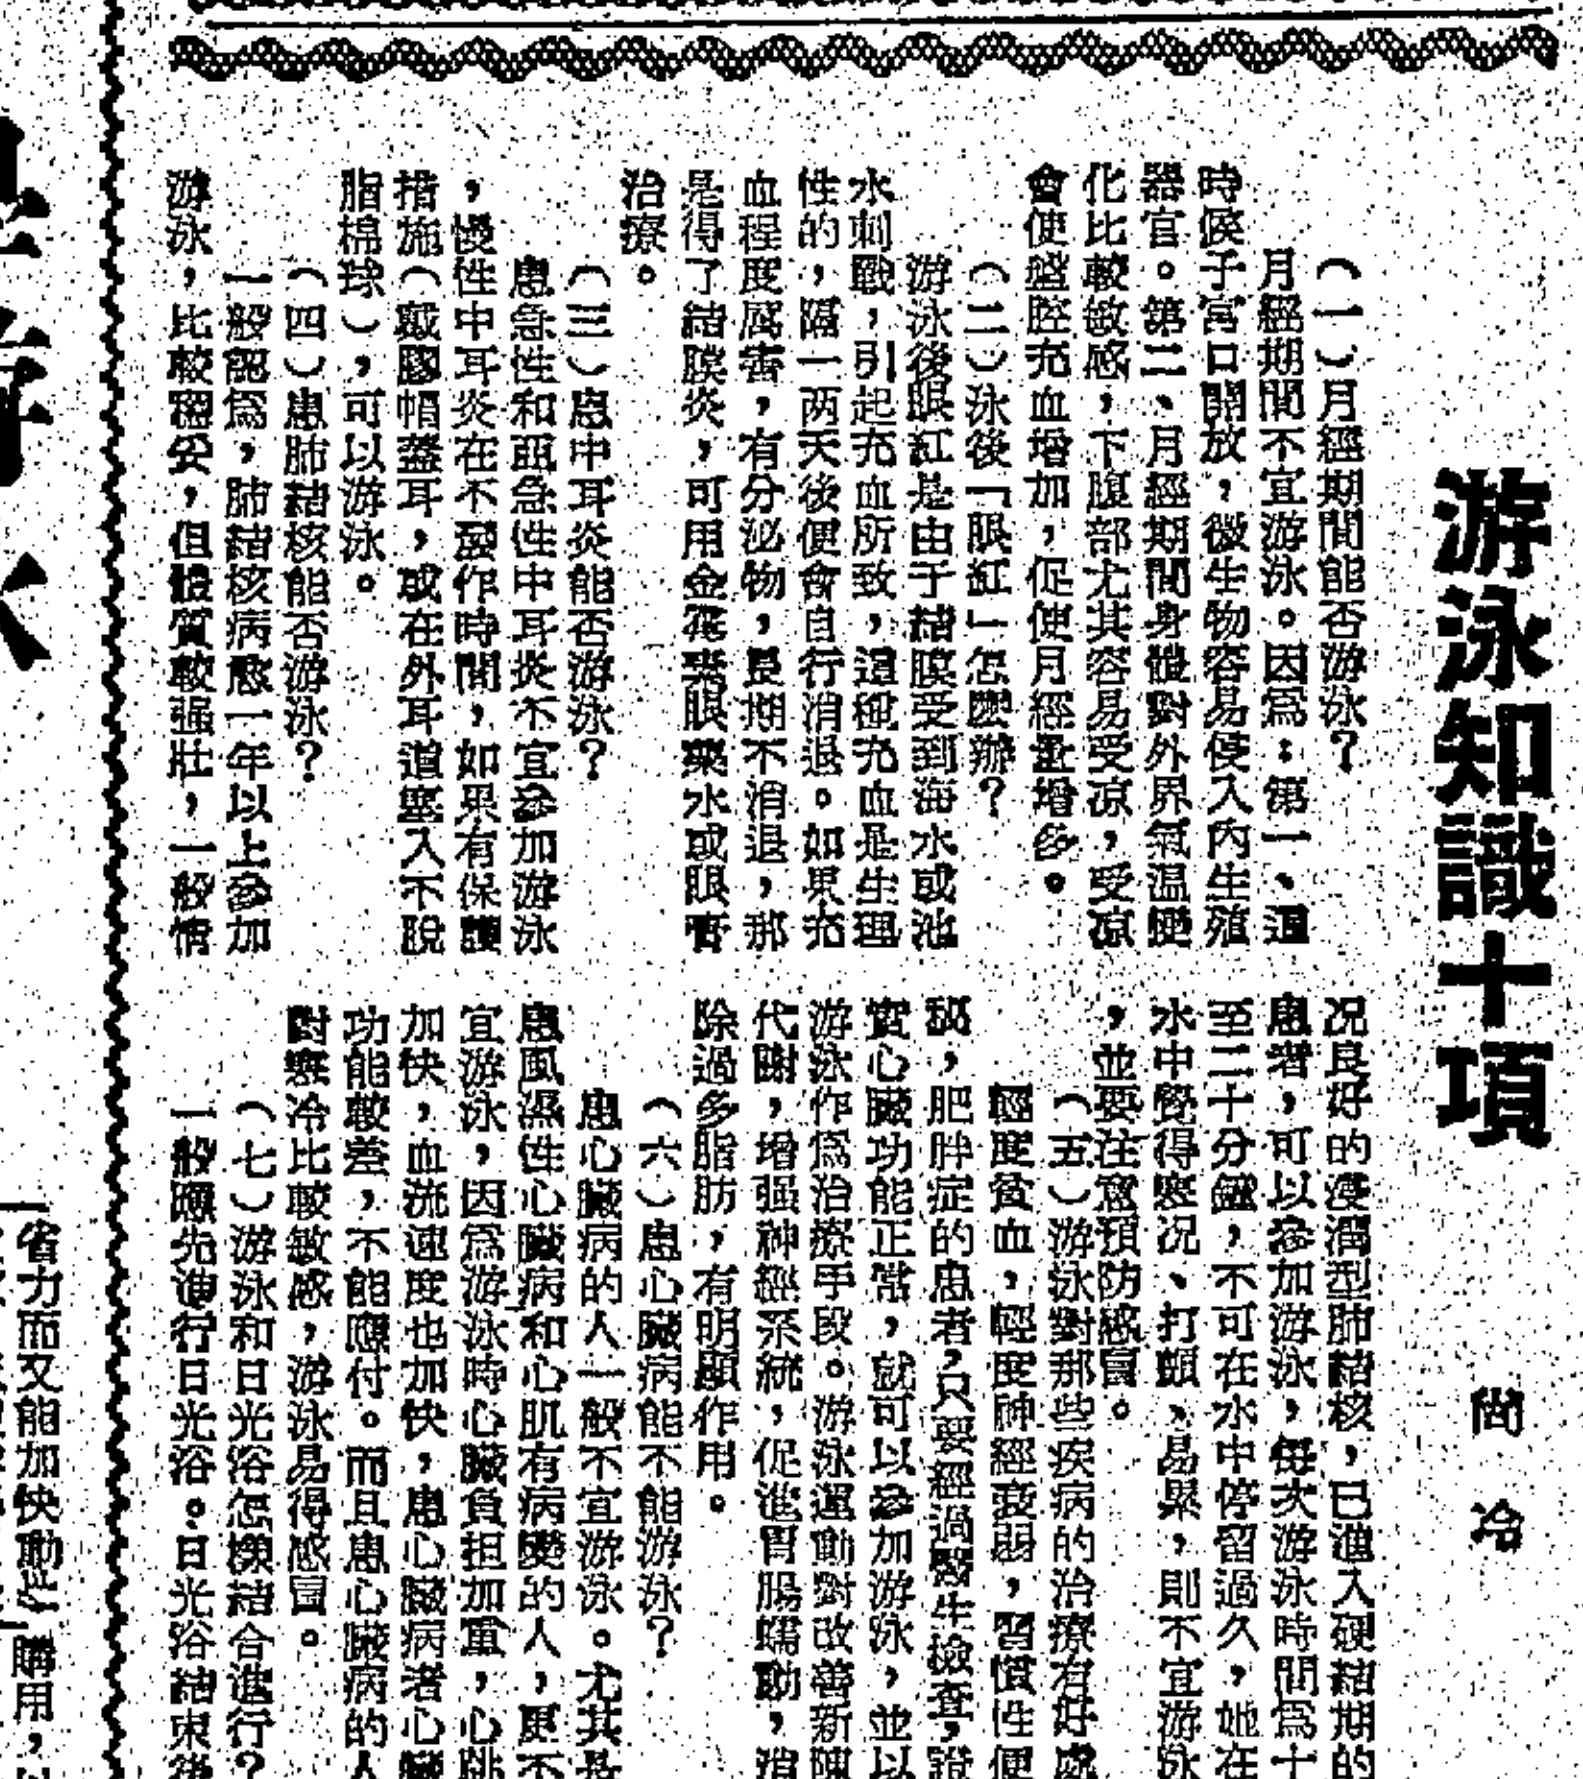 游泳知識十項
尚冷
(一)月經期間能否游泳?
月經期間不宜游泳。因爲:第一、這
時候子宮口開放,微生物容易侵入內生殖
器官。第二、月經期間身體對外界氣温變
化比較敏感,下腹部尤其容易受凉,受凉
會使盤腔充血增加,促使月經量增多。
(二)泳後「眼紅」怎麽辦?
游泳後眼紅是由于結膜受到海水或池
水刺戟,引起充血所致,這種充血是生理
性的,隔一两天後便會自行消退。如果充
血程度厲害,有分泌物,長期不消退,那
是得了結膜炎,可用金霉素眼藥水或眼膏
治療。
(三)患中耳炎能否游泳?
患急性和亞急性中耳炎不宜參加游泳
,慢性中耳炎在不發作時間,如果有保護
措施(戴膠帽蓋耳,或在外耳道塞入不脫
脂棉球),可以游泳。
(四)患肺結核能否游泳?
一般認爲,肺結核病愈一年以上參加
游泳,比較穩妥,但體質較强壯,一般情
况良好的浸潤型肺結核,已進入硬結期的
患者,可以參加游泳,每次游泳時間爲十
至二十分鐘,不可在水中停留過久,她在
水中覺得寒况、打顫、易累,則不宜游泳
,並要注意預防感冒。
(五)游泳對那些疾病的治療有好處
輕度貧血,輕度神經衰弱,習慣性便
秘,肥胖症的患者,只要經過醫生檢查,證
實心臟功能正常,就可以參加游泳,並以
游泳作爲治療手段。游泳運動對改善新陳
代謝,增强神經系統,促進胃腸蠕動,消
除過多脂肪,有明顯作用。
(六)患心臟病能不能游泳?
患心臟病的人一般不宜游泳。尤其是
患風濕性心臟病和心肌有病變的人,更不
宜游泳,因爲游泳時心臟負担加重,心跳
加快,血流速度也加快,患心臟病者心臟
功能較差,不能應付。而且患心臟病的人
對寒冷比較敏感,游泳易得感冒。
(七)游泳和日光浴怎樣結合進行?
一般應先進行日光浴。日光浴結束後
省力而又能加快動作
購用,